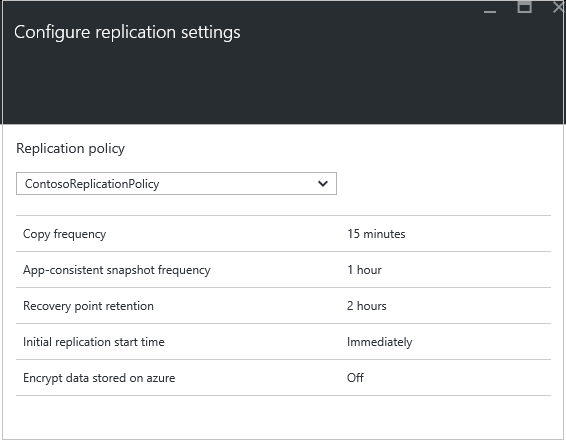 Configure replication settings
Replication policy
ContosoReplicationPolicy
Copy frequency 15 minutes
App-consistent snapshot frequency 1 hour
Recovery point retention 2 hours
Initial replication start time Immediately
Encrypt data stored on azure Off